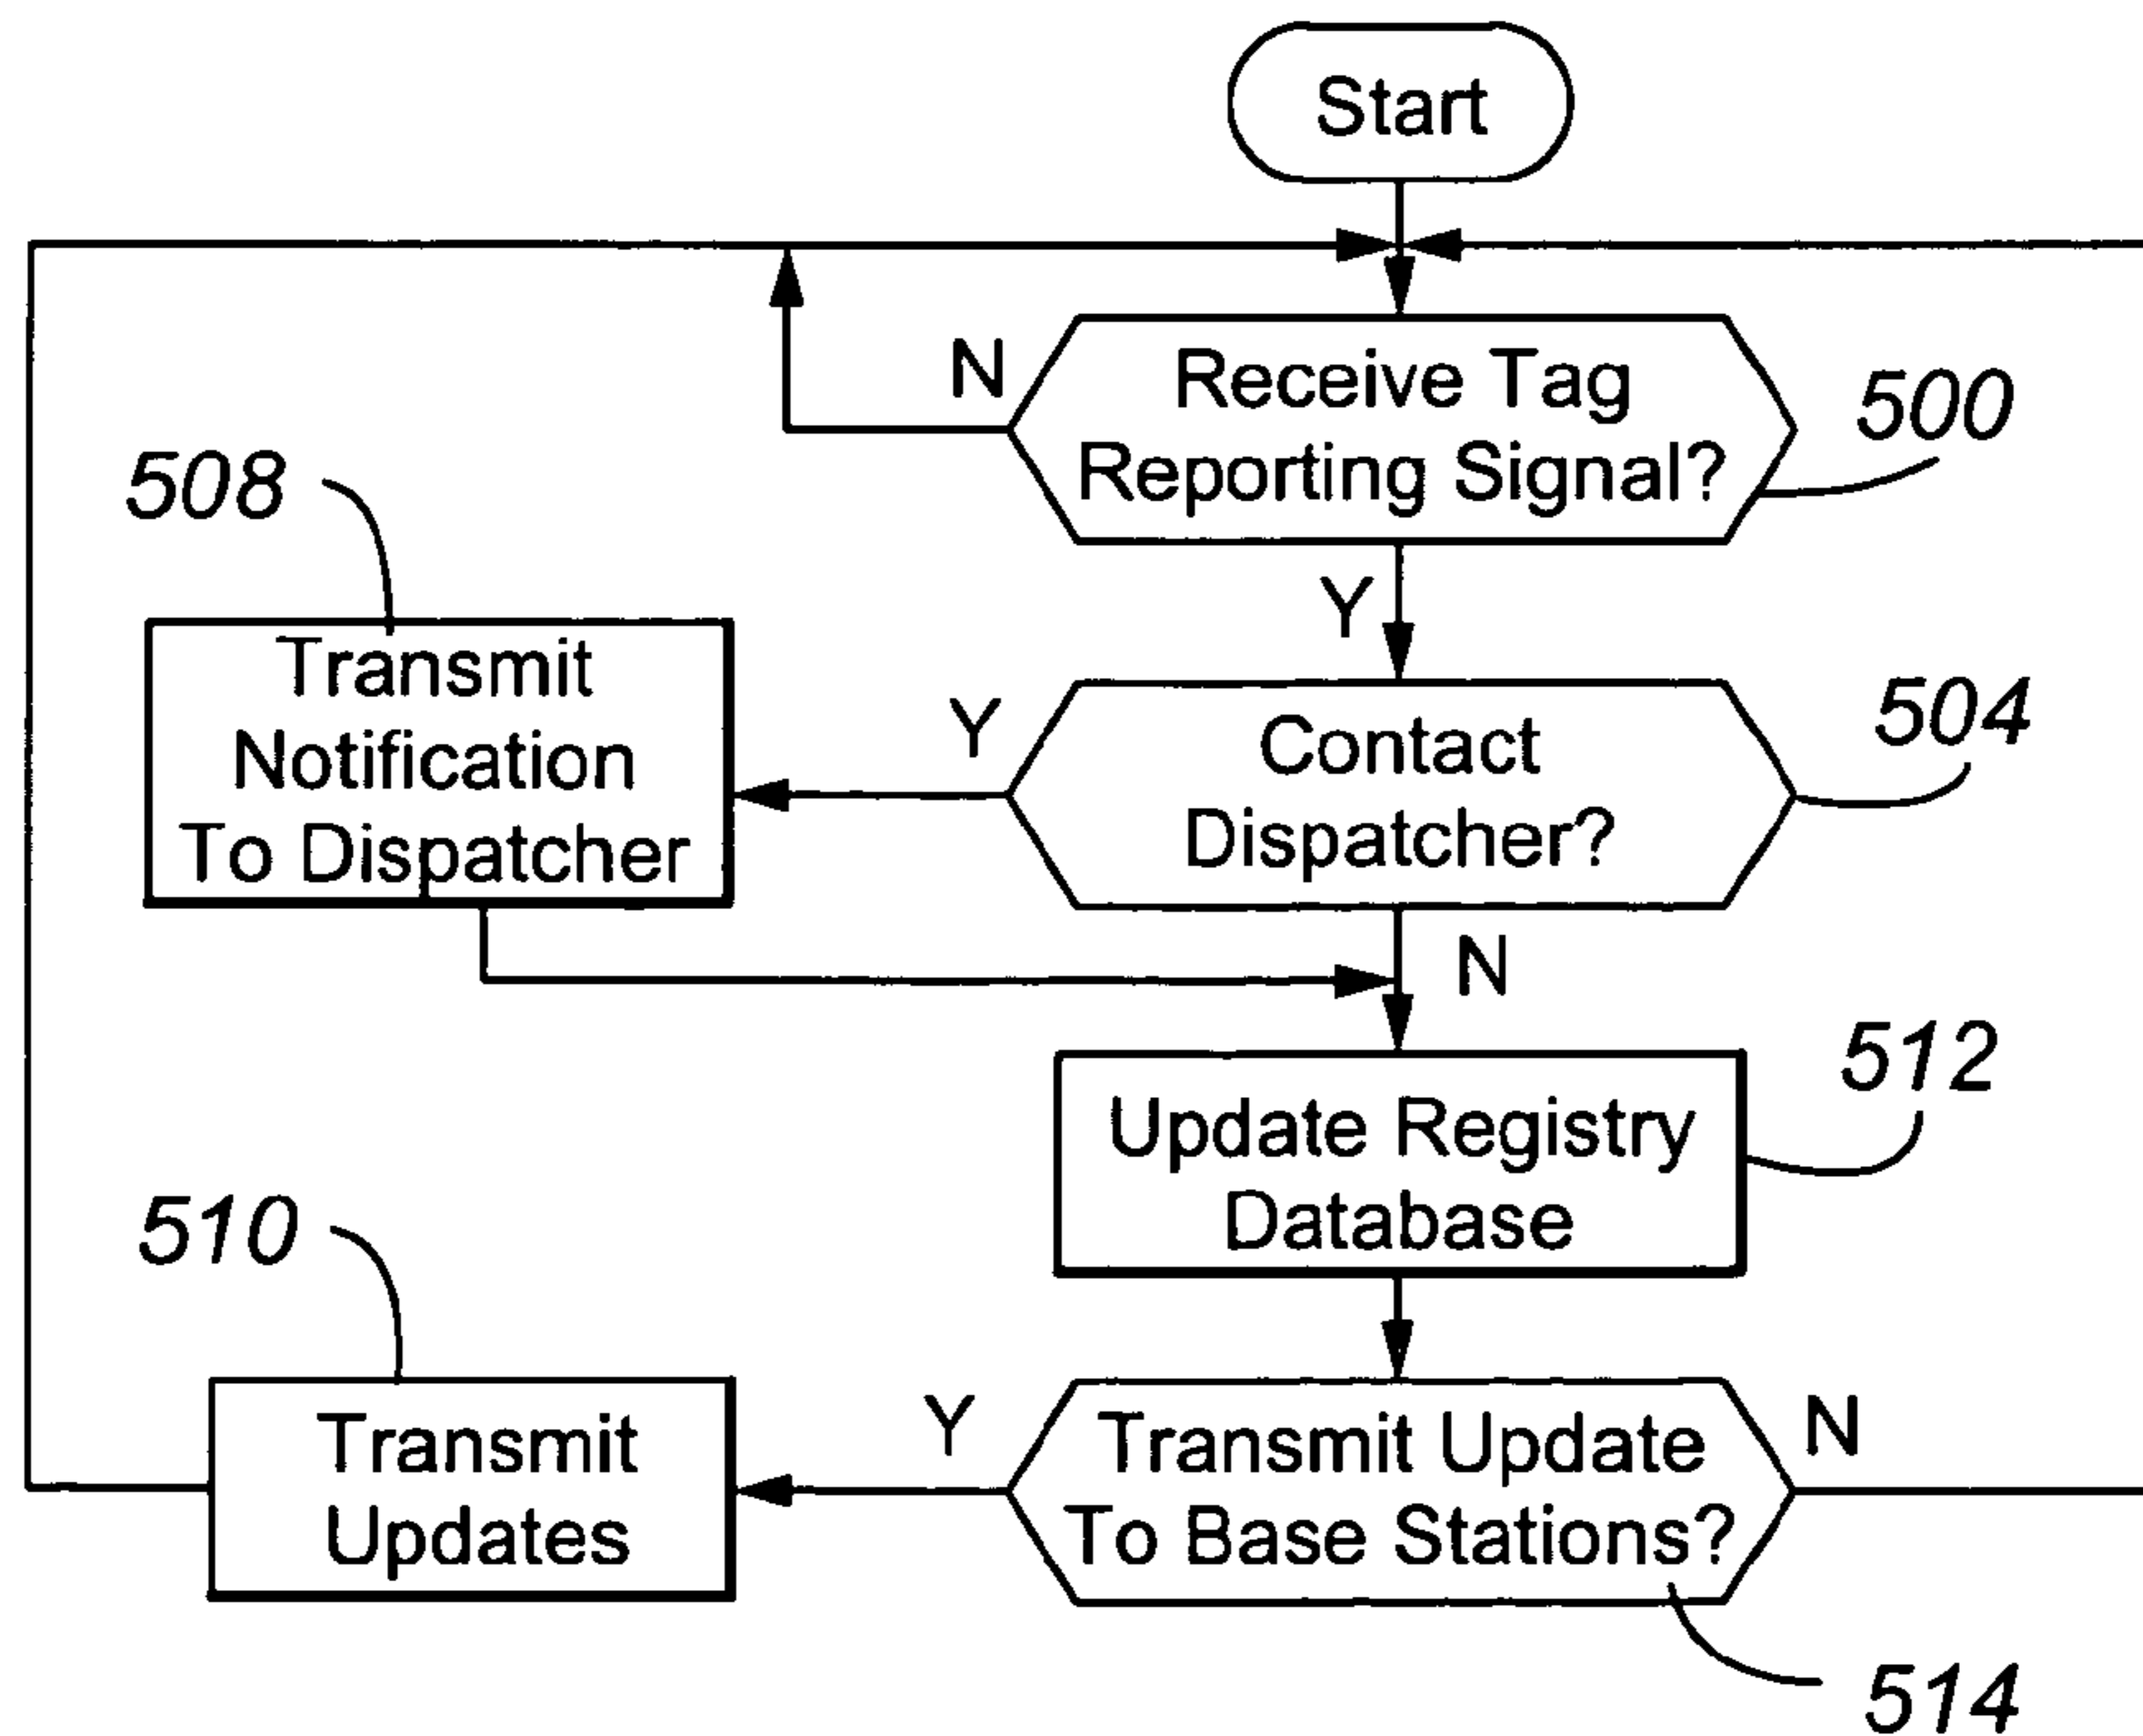 Start
N
Receive Tag
Reporting Signal?
500
508
Y
Transmit
Notification
To Dispatcher
Y
Contact
Dispatcher?
504
N
Update Registry
Database
512
510
Transmit
Updates
Y
Transmit Update
To Base Stations?
N
514